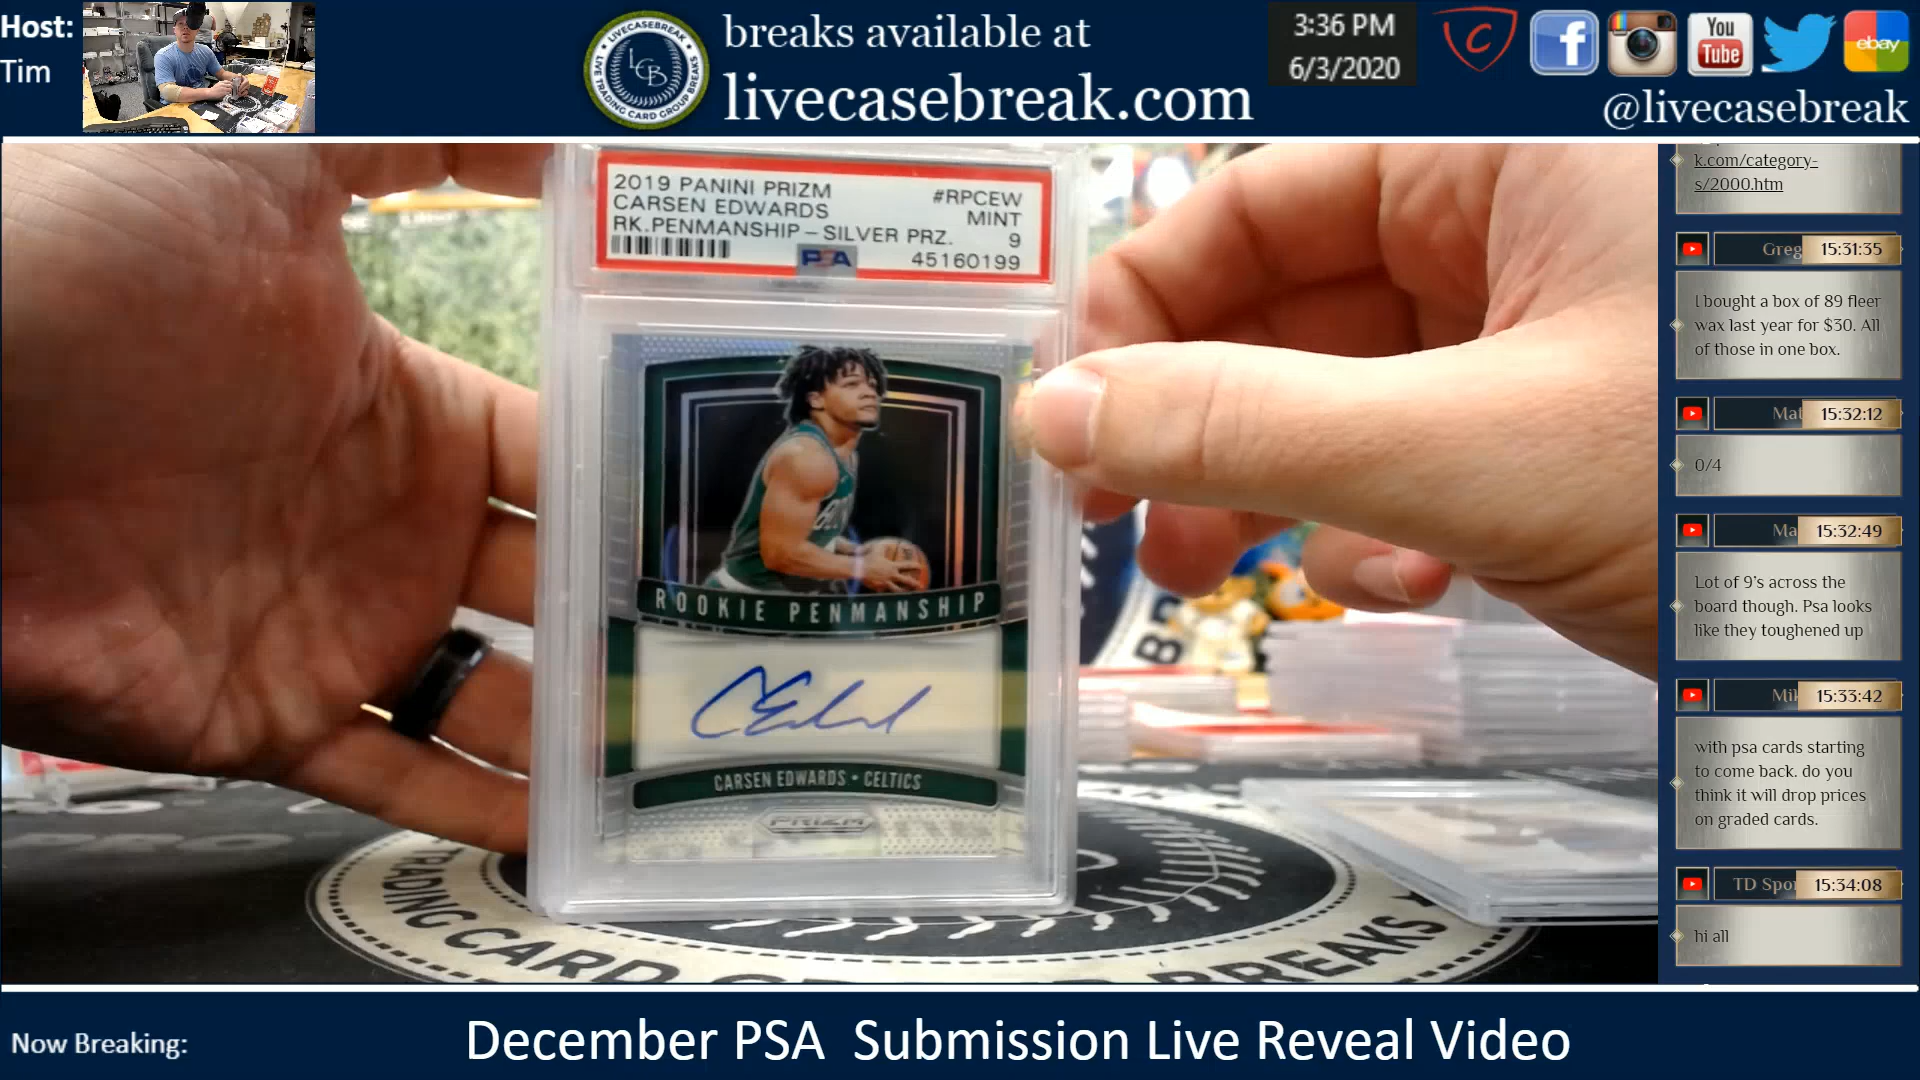 Host:
Tim
LIVECASEBREAK
LCB
LIVE TRADING CARD GROUP BREAKS
breaks available at
livecasebreak.com
3:36 PM
6/3/2020
C
f
You
Tube
ebay
@livecasebreak
2019 PANINI PRIZM #RPCEW
CARSEN EDWARDS MINT
RK.PENMANSHIP – SILVER PRZ. 9
PSA 45160199
ROOKIE PENMANSHIP
CARSEN EDWARDS • CELTICS
PRIZM
TRADING CARD
BREAKS
k.com/category-
s/2000.htm
Greg 15:31:35
I bought a box of 89 fleer
wax last year for $30. All
of those in one box.
Mat 15:32:12
0/4
Ma 15:32:49
Lot of 9's across the
board though. Psa looks
like they toughened up
Mik 15:33:42
with psa cards starting
to come back. do you
think it will drop prices
on graded cards.
TD Spor 15:34:08
hi all
Now Breaking:
December PSA Submission Live Reveal Video